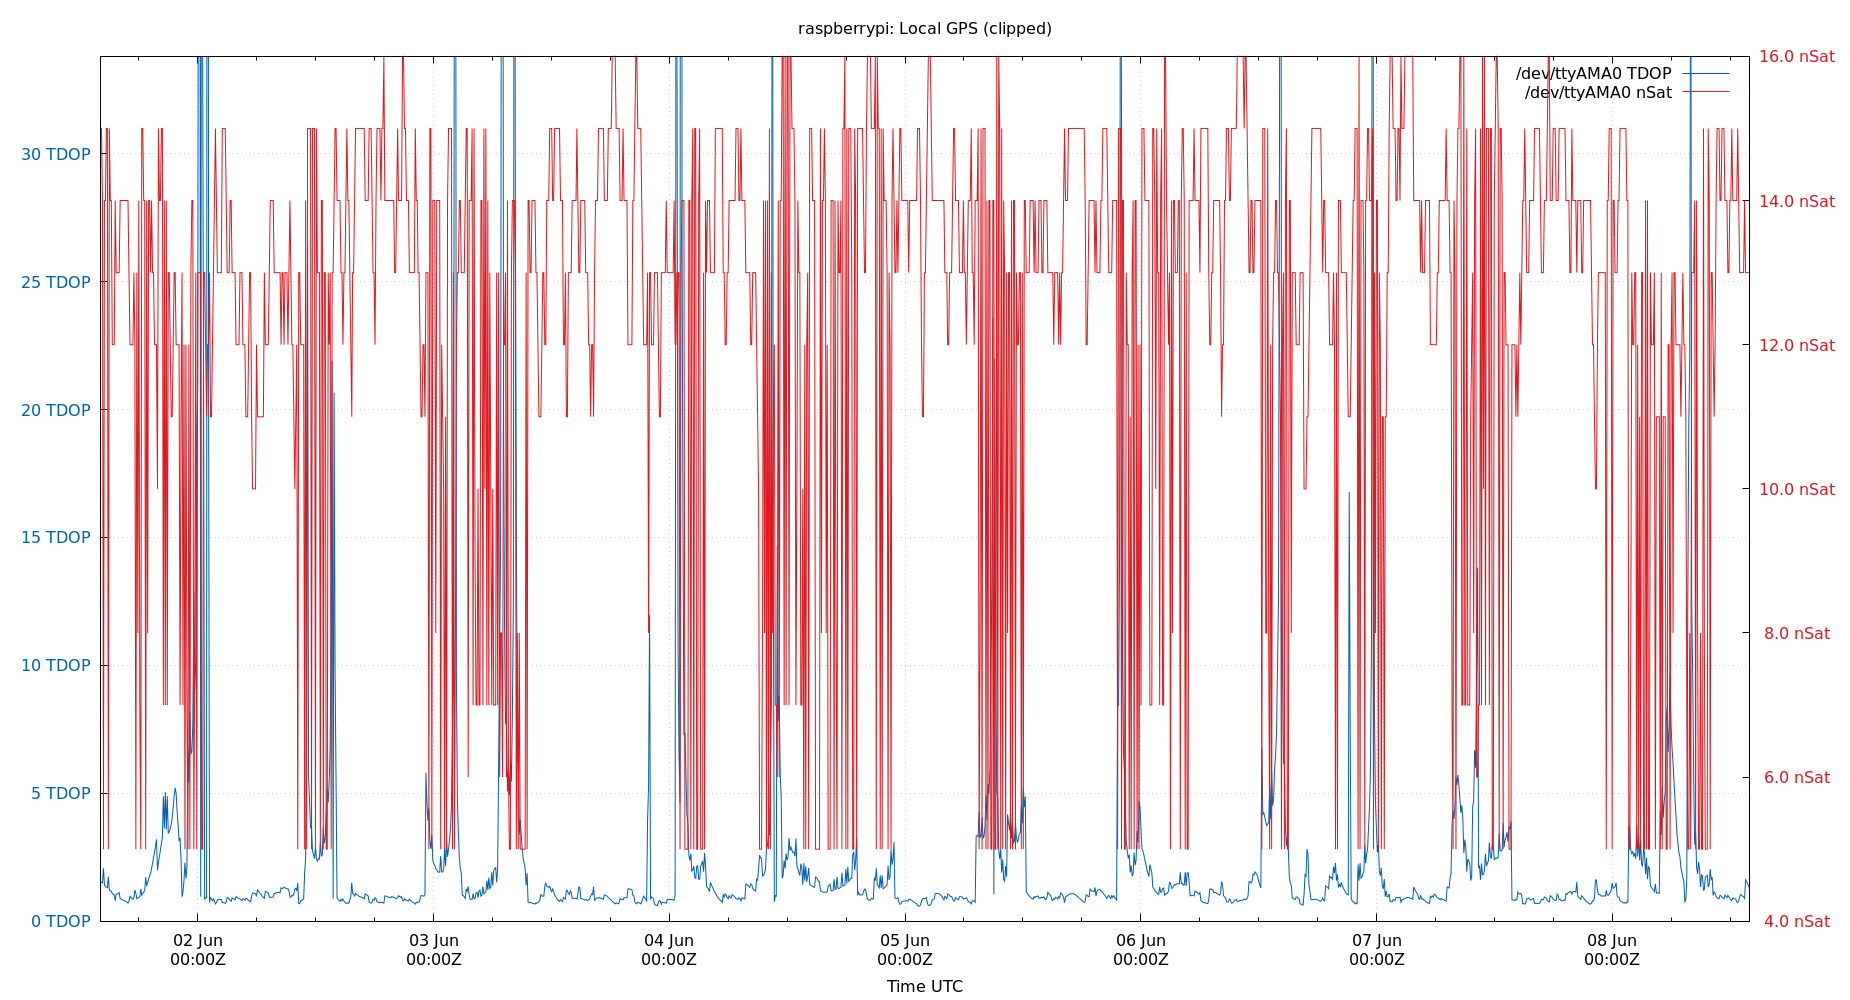 raspberrypi: Local GPS (clipped)
/dev/ttyAMA0 TDOP
/dev/ttyAMA0 nSat
30 TDOP
25 TDOP
20 TDOP
15 TDOP
10 TDOP
5 TDOP
0 TDOP
16.0 nSat
14.0 nSat
12.0 nSat
10.0 nSat
8.0 nSat
6.0 nSat
4.0 nSat
02 Jun
00:00Z
03 Jun
00:00Z
04 Jun
00:00Z
05 Jun
00:00Z
06 Jun
00:00Z
07 Jun
00:00Z
08 Jun
00:00Z
Time UTC